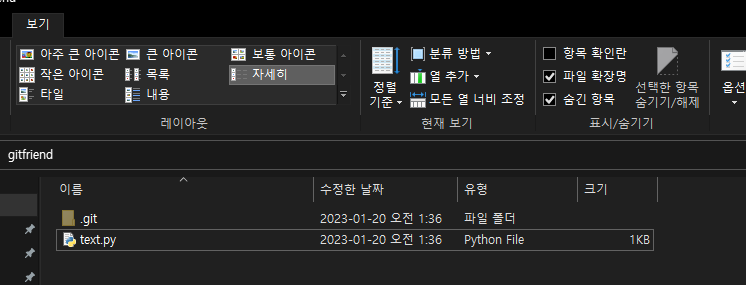 보기
아주 큰 아이콘 큰 아이콘 보통 아이콘
작은 아이콘 목록 자세히
타일 내용
레이아웃
정렬
기준
분류 방법
열 추가
모든 열 너비 조정
현재 보기
항목 확인란
파일 확장명
숨긴 항목
선택한 항목
숨기기/해제
표시/숨기기
옵션
gitfriend
이름 수정한 날짜 유형 크기
.git 2023-01-20 오전 1:36 파일 폴더
text.py 2023-01-20 오전 1:36 Python File 1KB